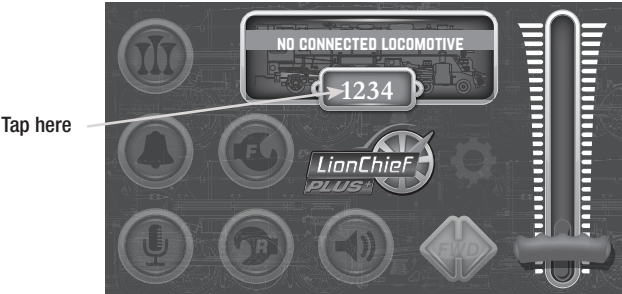 NO CONNECTED LOCOMOTIVE
1234
Tap here
F
LionChief
PLUS+
R
FWD